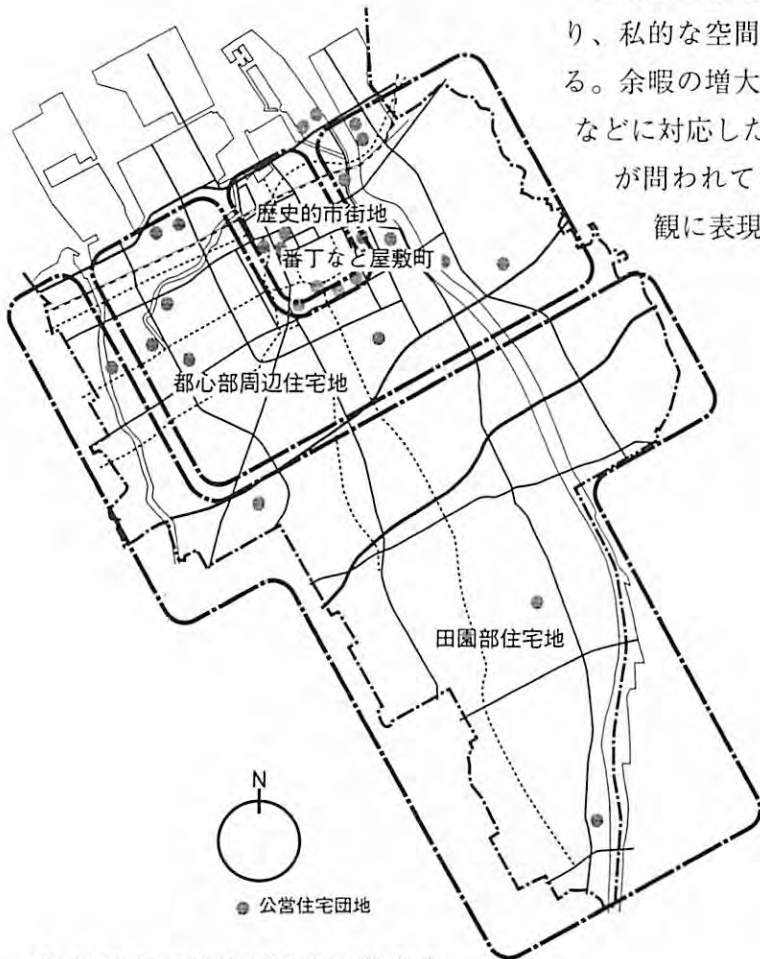 り、私的な空間
る。余暇の増大
などに対応した
が問われて
観に表現
歴史的市街地
番丁など屋敷町
都心部周辺住宅地
田園部住宅地
N
公営住宅団地